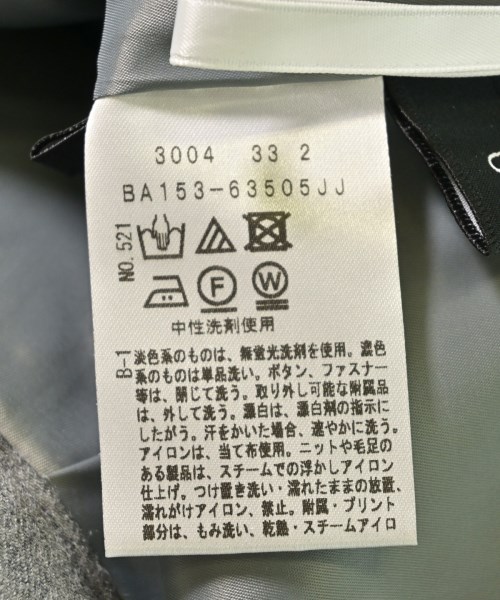 3004 33 2
BA153-63505JJ
NO.521
F W
中性洗剤使用
B-1
淡色系のものは、無蛍光洗剤を使用。濃色
系のものは単品洗い。ボタン、ファスナー
等は、閉じて洗う。取り外し可能な附属品
は、外して洗う。漂白は、漂白剤の指示に
したがう。汗をかいた場合、速やかに洗う。
アイロンは、当て布使用。ニットや毛足の
ある製品は、スチームでの浮かしアイロン
仕上げ。つけ置き洗い・濡れたままの放置、
濡れがけアイロン、禁止。附属・プリント
部分は、もみ洗い、乾熱・スチームアイロ